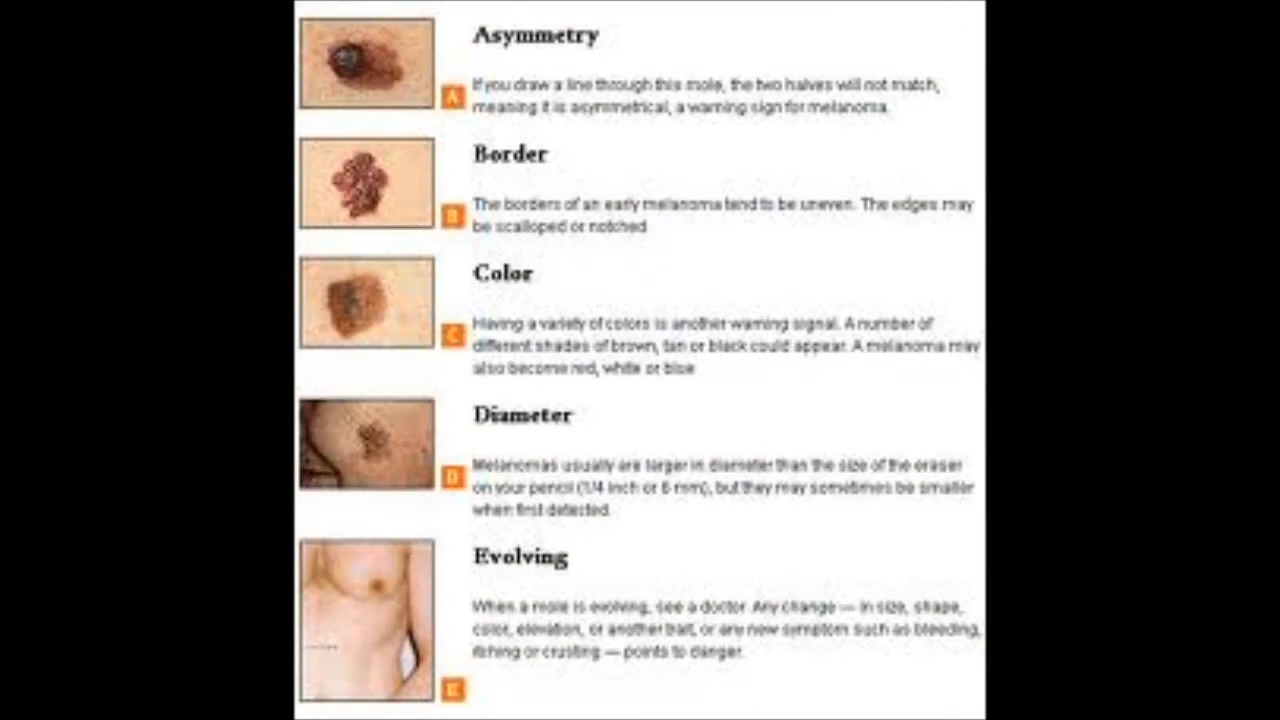 Asymmetry
If you draw a line through this mole, the two halves will not match,
A
meaning it is asymmetrical, a warning sign for melanoma.
Border
The borders of an early melanoma tend to be uneven. The edges may
B
be scalloped or notched
Color
Having a variety of colors is another warning signal. A number of
C
different shades of brown, tan or black could appear. A melanoma may
also become red, white or blue
Diameter
Melanomas usually are larger in diameter than the size of the eraser
D
on your pencil (1/4 inch or 6 mm), but they may sometimes be smaller
when first detected.
Evolving
When a mole is evolving, see a doctor. Any change — in size, shape,
color, elevation, or another trait, or any new symptom such as bleeding,
itching or crusting — points to danger.
E